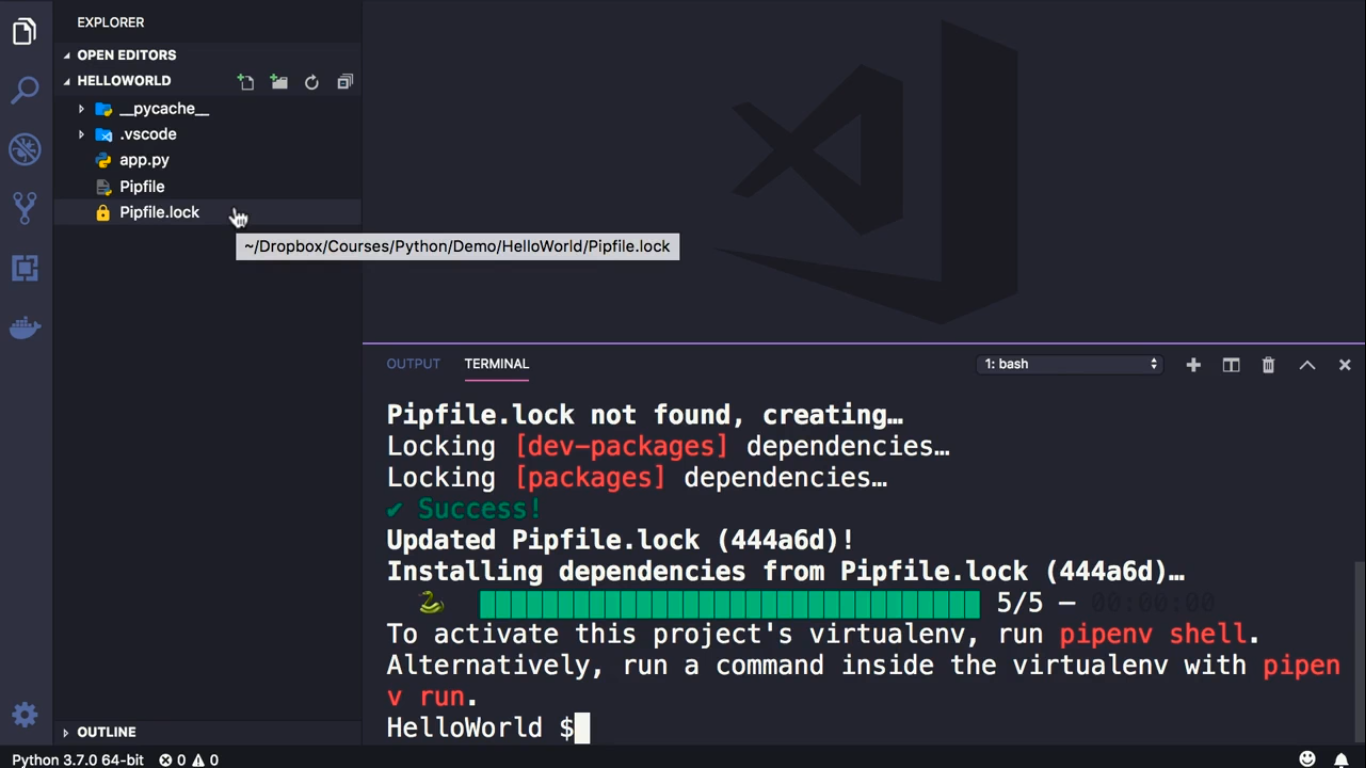 EXPLORER
OPEN EDITORS
HELLOWORLD
__pycache__
.vscode
app.py
Pipfile
Pipfile.lock
~/Dropbox/Courses/Python/Demo/HelloWorld/Pipfile.lock
OUTPUT TERMINAL 1: bash
Pipfile.lock not found, creating…
Locking [dev-packages] dependencies…
Locking [packages] dependencies…
✔ Success!
Updated Pipfile.lock (444a6d)!
Installing dependencies from Pipfile.lock (444a6d)…
🐍 ▉▉▉▉▉▉▉▉▉▉▉▉▉▉▉▉▉▉▉▉▉▉▉▉▉▉▉▉▉▉▉▉ 5/5 — 00:00:00
To activate this project's virtualenv, run pipenv shell.
Alternatively, run a command inside the virtualenv with pipen
v run.
HelloWorld $
OUTLINE
Python 3.7.0 64-bit 0 0